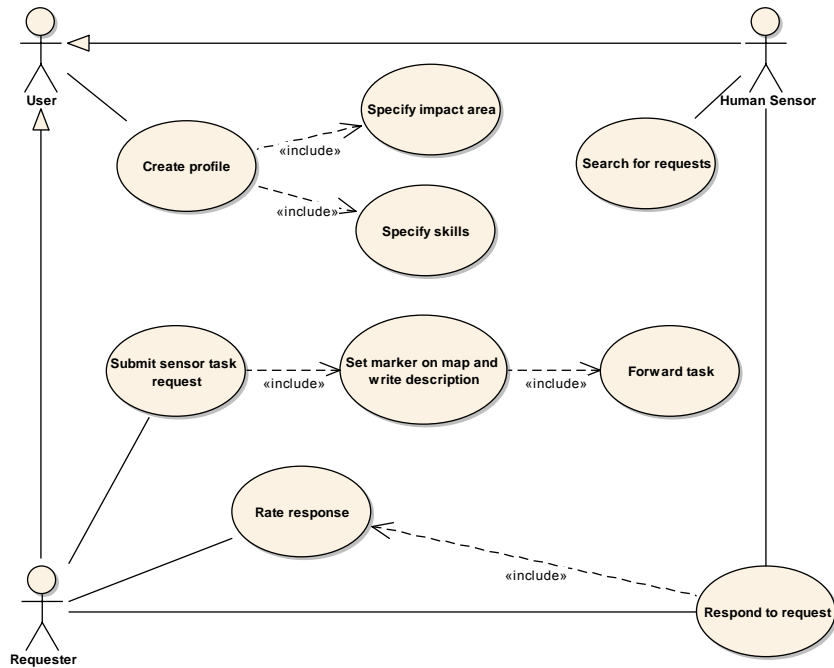 User
Human Sensor
Specify impact area
Create profile
«include»
Search for requests
«include»
Specify skills
Submit sensor task
request
«include»
Set marker on map and
write description
«include»
Forward task
Rate response
«include»
Respond to request
Requester